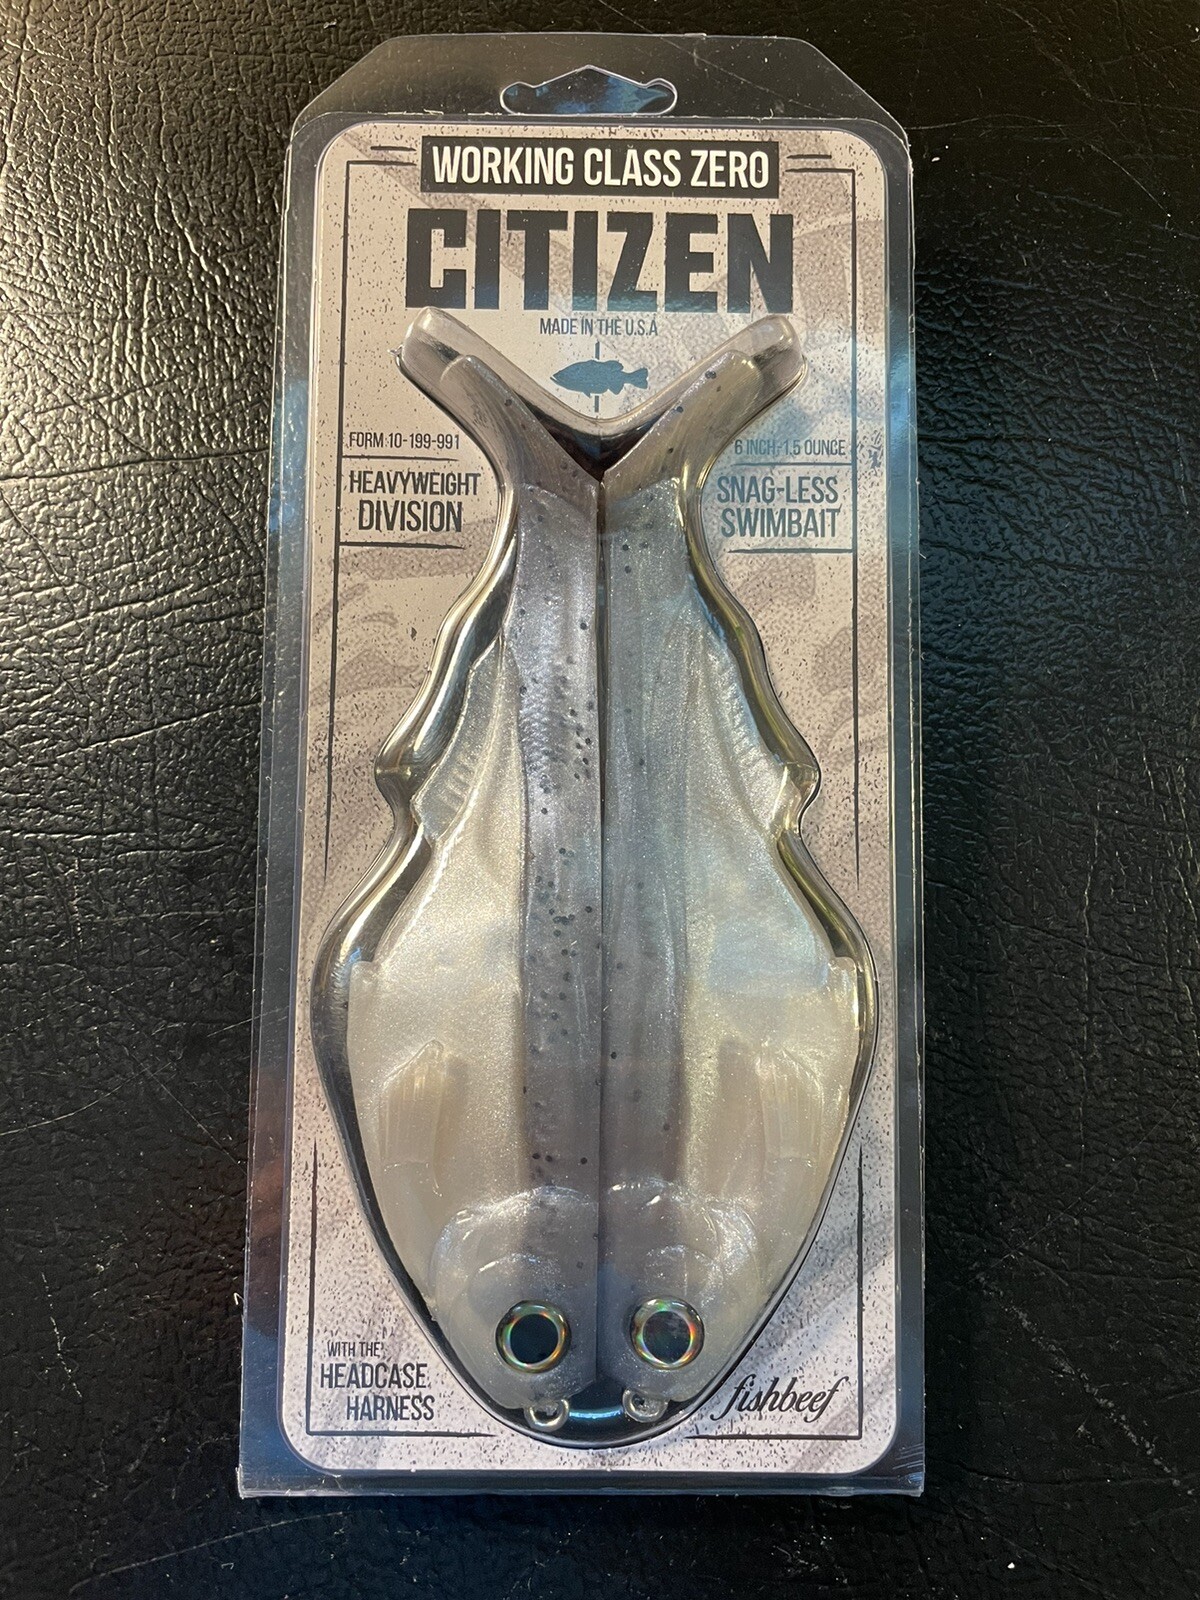 WORKING CLASS ZERO
CITIZEN
MADE IN THE U.S.A
FORM 10-199-991
HEAVYWEIGHT
DIVISION
6 INCH-1.5 OUNCE
SNAG-LESS
SWIMBAIT
WITH THE
HEADCASE
HARNESS
fishbeef